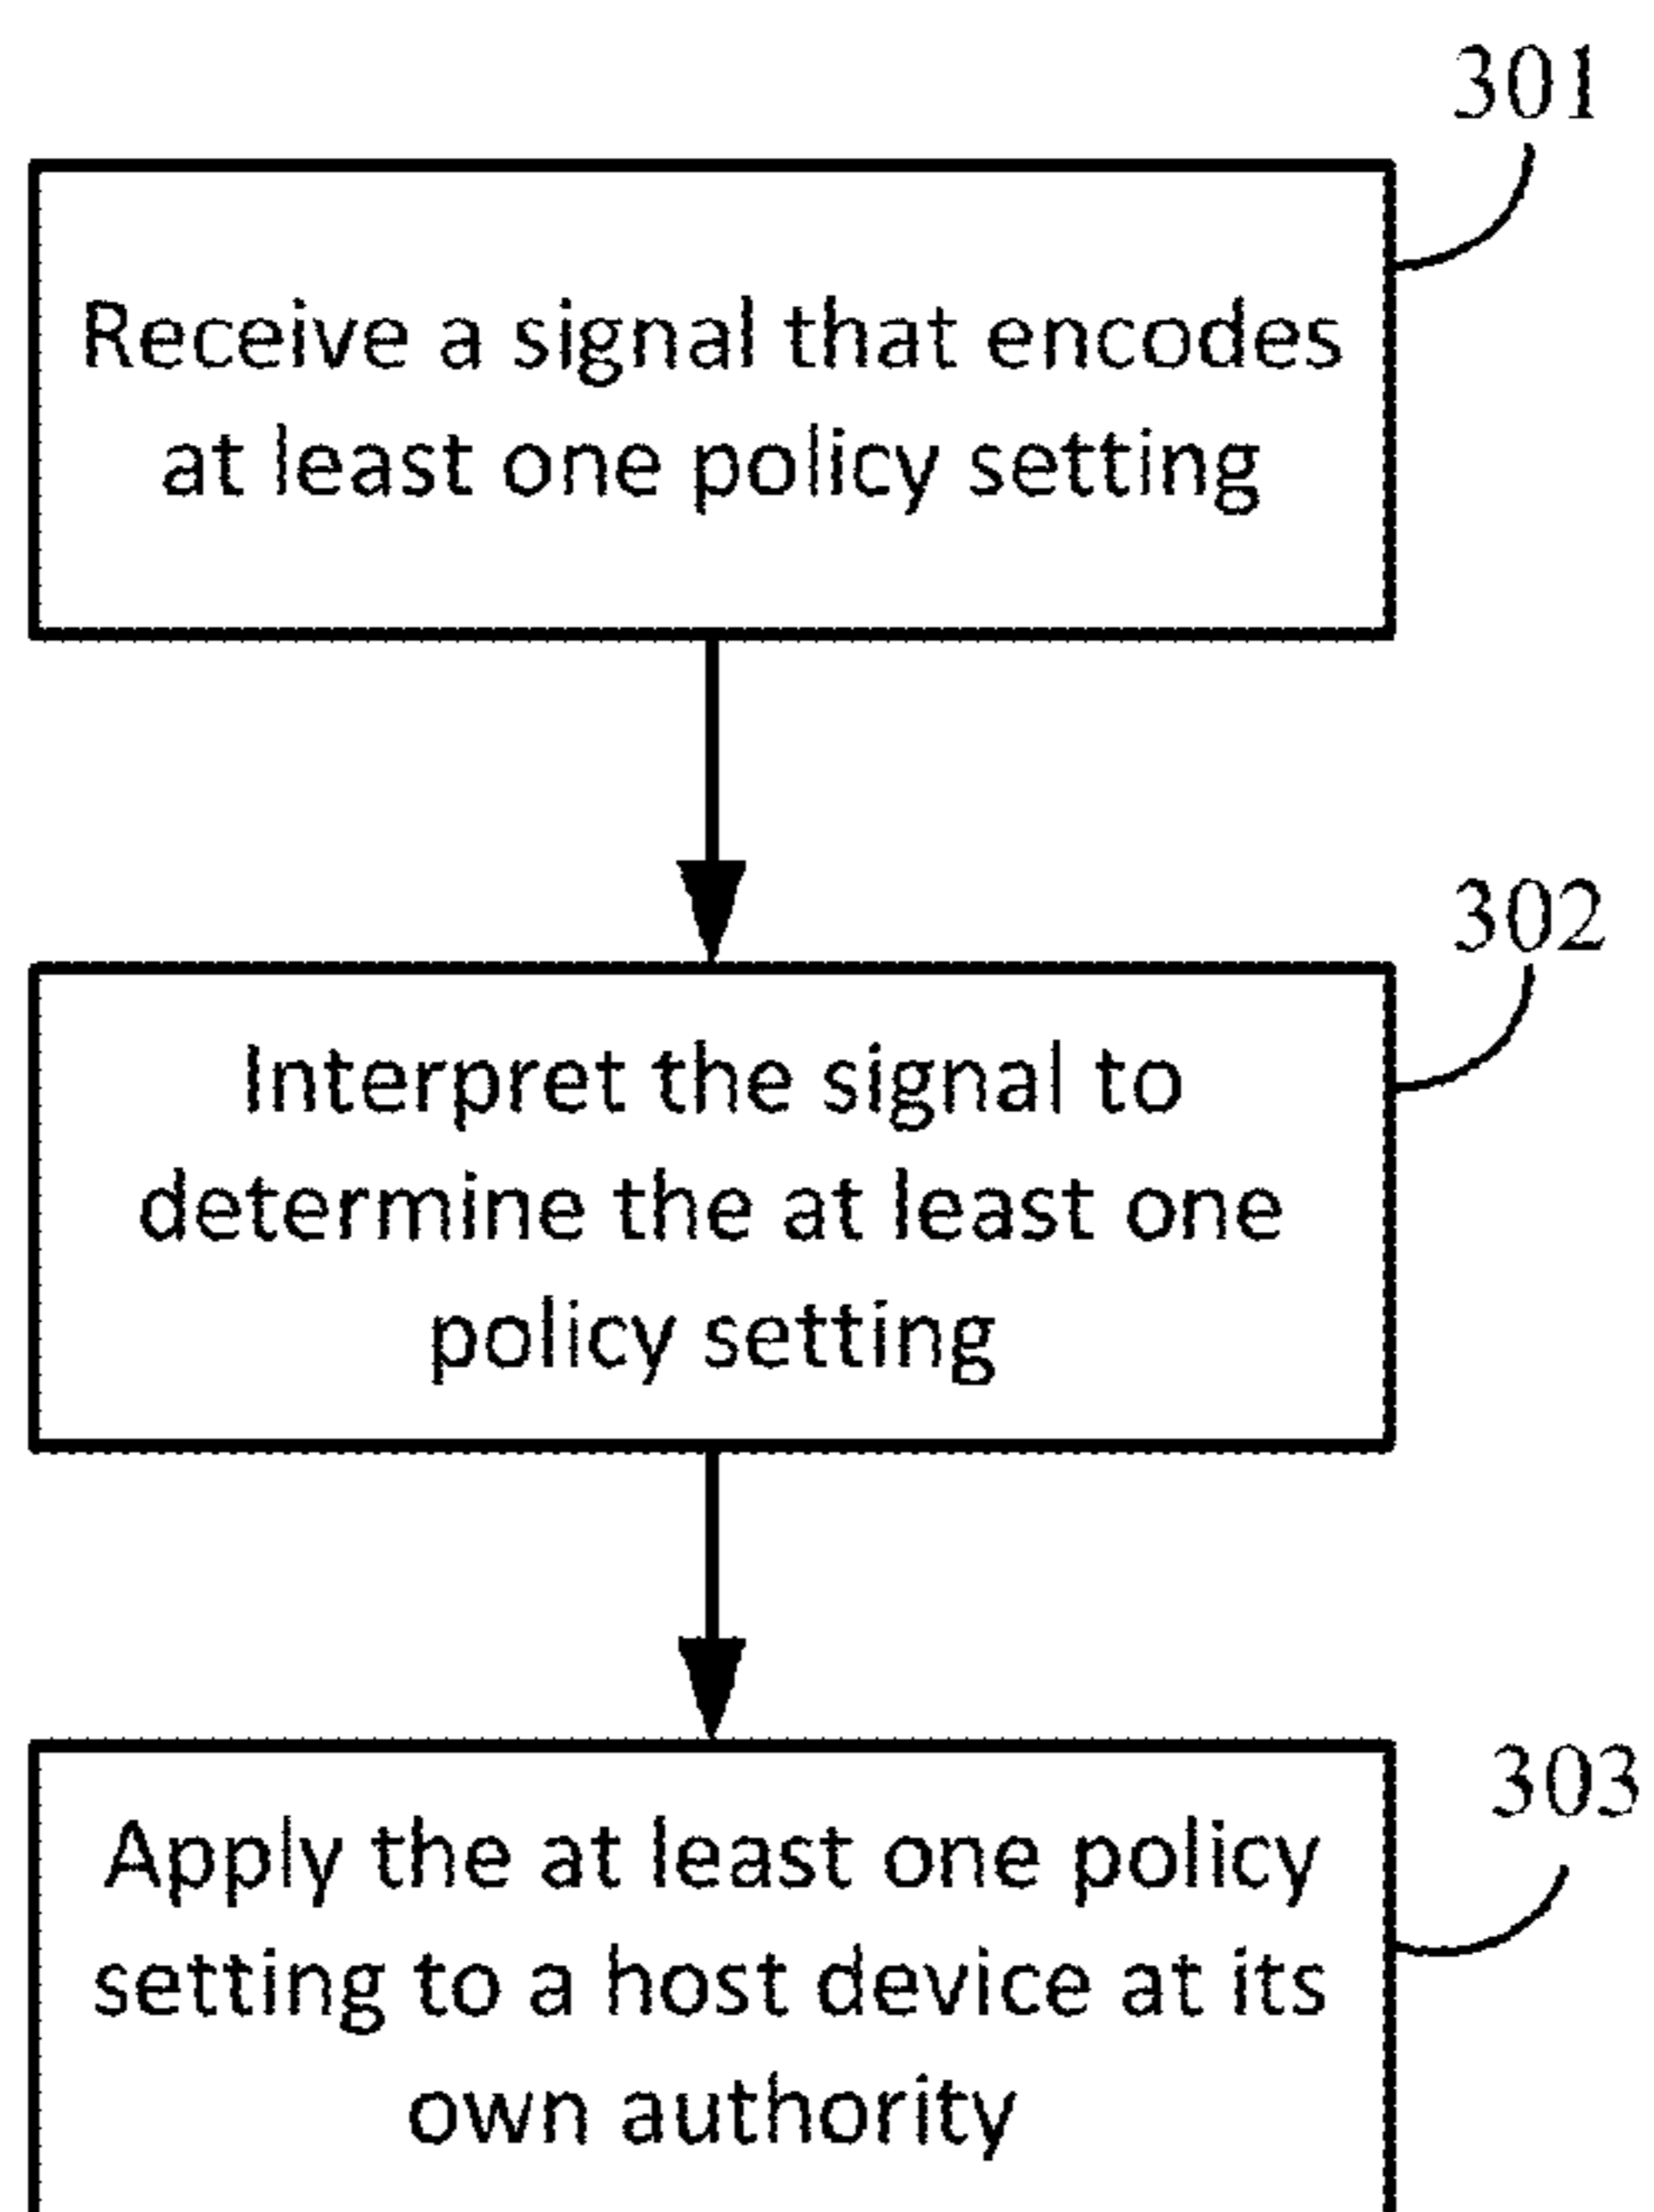 301
Receive a signal that encodes
at least one policy setting
302
Interpret the signal to
determine the at least one
policy setting
303
Apply the at least one policy
setting to a host device at its
own authority